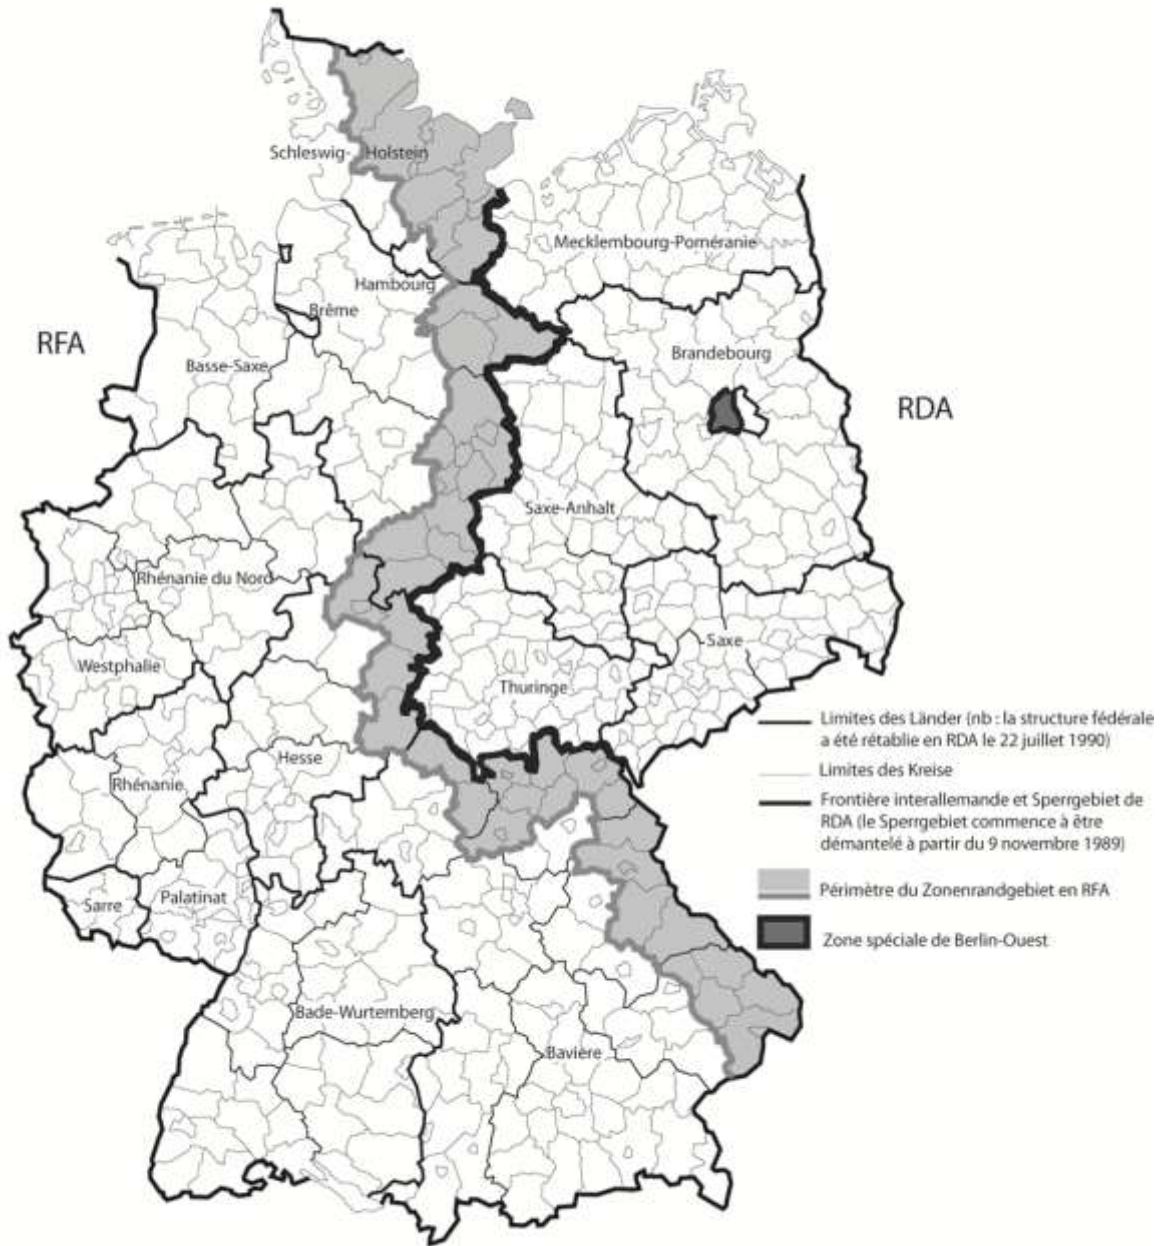 Schleswig- Holstein
Mecklembourg-Poméranie
Hambourg
Brême
RFA
Basse-Saxe
Brandebourg
RDA
Saxe-Anhalt
Rhénanie du Nord
Westphalie
Saxe
Thuringe
Hesse
Rhénanie
Sarre
Palatinat
Bade-Wurtemberg
Bavière
Limites des Länder (nb : la structure fédérale
a été rétablie en RDA le 22 juillet 1990)
Limites des Kreise
Frontière interallemande et Sperrgebiet de
RDA (le Sperrgebiet commence à être
démantelé à partir du 9 novembre 1989)
Périmètre du Zonenrandgebiet en RFA
Zone spéciale de Berlin-Ouest